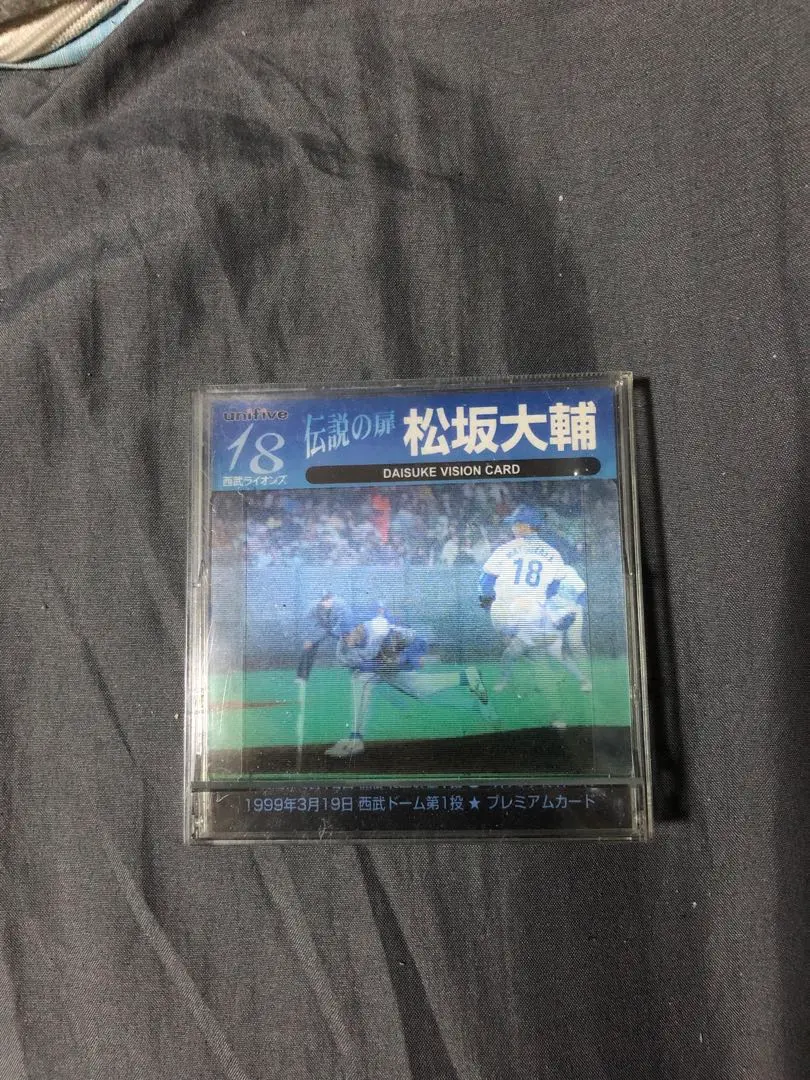 unifive
18
西武ライオンズ
伝説の扉
松坂大輔
DAISUKE VISION CARD
18
1999年3月19日 西武ドーム第1投 ★ プレミアムカード